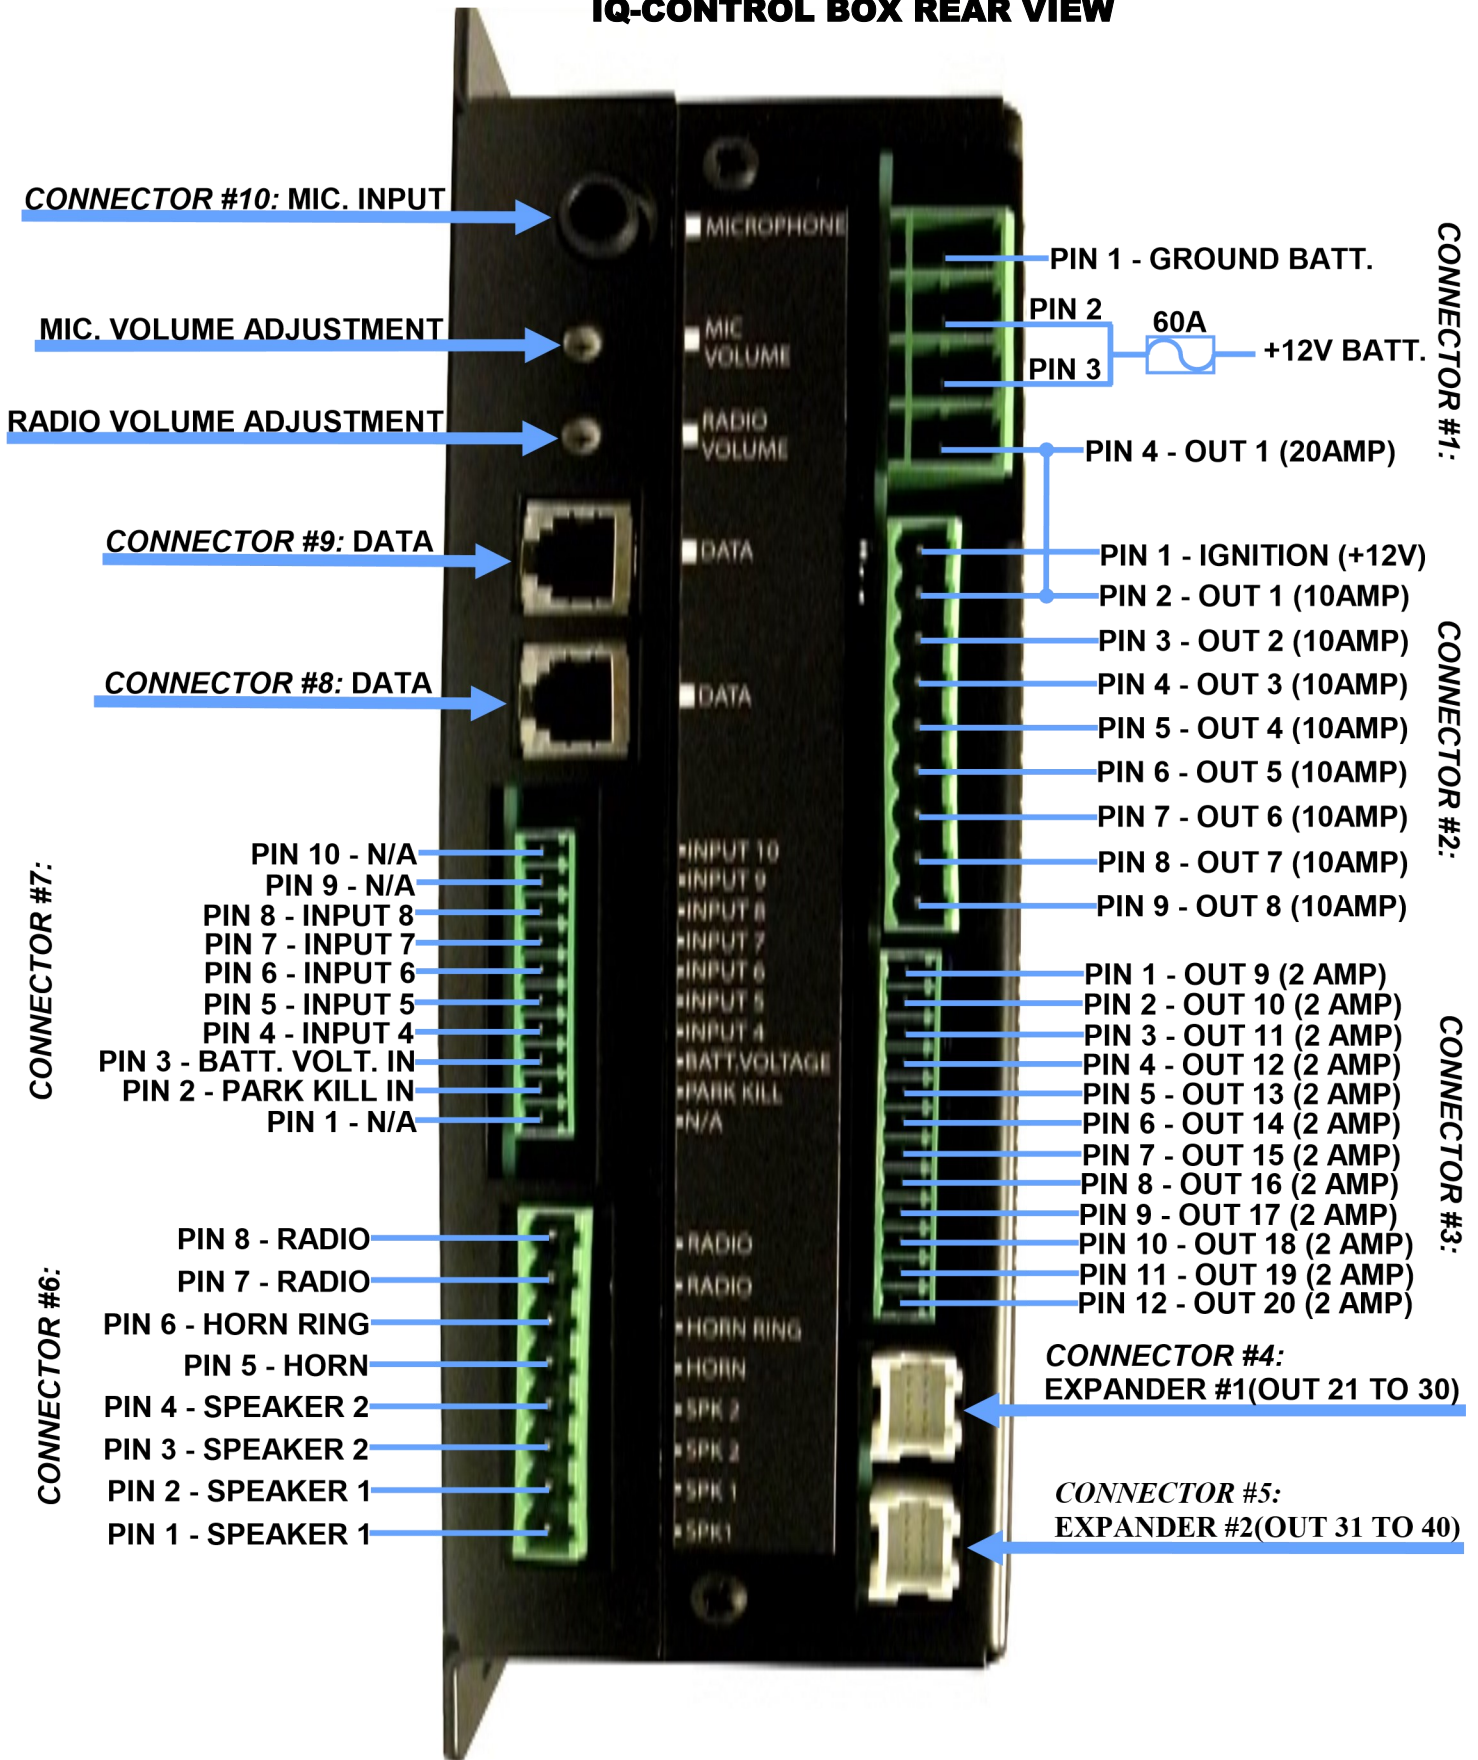 IQ-CONTROL BOX REAR VIEW
CONNECTOR #10: MIC. INPUT
MIC. VOLUME ADJUSTMENT
RADIO VOLUME ADJUSTMENT
CONNECTOR #9: DATA
CONNECTOR #8: DATA
CONNECTOR #7:
PIN 10 - N/A
PIN 9 - N/A
PIN 8 - INPUT 8
PIN 7 - INPUT 7
PIN 6 - INPUT 6
PIN 5 - INPUT 5
PIN 4 - INPUT 4
PIN 3 - BATT. VOLT. IN
PIN 2 - PARK KILL IN
PIN 1 - N/A
CONNECTOR #6:
PIN 8 - RADIO
PIN 7 - RADIO
PIN 6 - HORN RING
PIN 5 - HORN
PIN 4 - SPEAKER 2
PIN 3 - SPEAKER 2
PIN 2 - SPEAKER 1
PIN 1 - SPEAKER 1
MICROPHONE
MIC
VOLUME
RADIO
VOLUME
DATA
DATA
INPUT 10
INPUT 9
INPUT 8
INPUT 7
INPUT 6
INPUT 5
INPUT 4
BATT.VOLTAGE
PARK KILL
N/A
RADIO
RADIO
HORN RING
HORN
SPK 2
SPK 2
SPK 1
SPK1
CONNECTOR #1:
PIN 1 - GROUND BATT.
PIN 2
60A
+12V BATT.
PIN 3
PIN 4 - OUT 1 (20AMP)
CONNECTOR #2:
PIN 1 - IGNITION (+12V)
PIN 2 - OUT 1 (10AMP)
PIN 3 - OUT 2 (10AMP)
PIN 4 - OUT 3 (10AMP)
PIN 5 - OUT 4 (10AMP)
PIN 6 - OUT 5 (10AMP)
PIN 7 - OUT 6 (10AMP)
PIN 8 - OUT 7 (10AMP)
PIN 9 - OUT 8 (10AMP)
CONNECTOR #3:
PIN 1 - OUT 9 (2 AMP)
PIN 2 - OUT 10 (2 AMP)
PIN 3 - OUT 11 (2 AMP)
PIN 4 - OUT 12 (2 AMP)
PIN 5 - OUT 13 (2 AMP)
PIN 6 - OUT 14 (2 AMP)
PIN 7 - OUT 15 (2 AMP)
PIN 8 - OUT 16 (2 AMP)
PIN 9 - OUT 17 (2 AMP)
PIN 10 - OUT 18 (2 AMP)
PIN 11 - OUT 19 (2 AMP)
PIN 12 - OUT 20 (2 AMP)
CONNECTOR #4:
EXPANDER #1(OUT 21 TO 30)
CONNECTOR #5:
EXPANDER #2(OUT 31 TO 40)